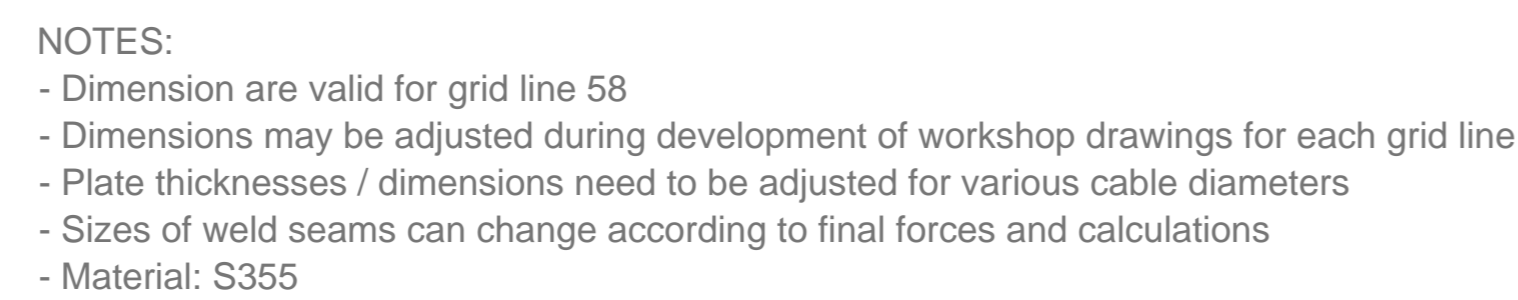 NOTES:
- Dimension are valid for grid line 58
- Dimensions may be adjusted during development of workshop drawings for each grid line
- Plate thicknesses / dimensions need to be adjusted for various cable diameters
- Sizes of weld seams can change according to final forces and calculations
- Material: S355